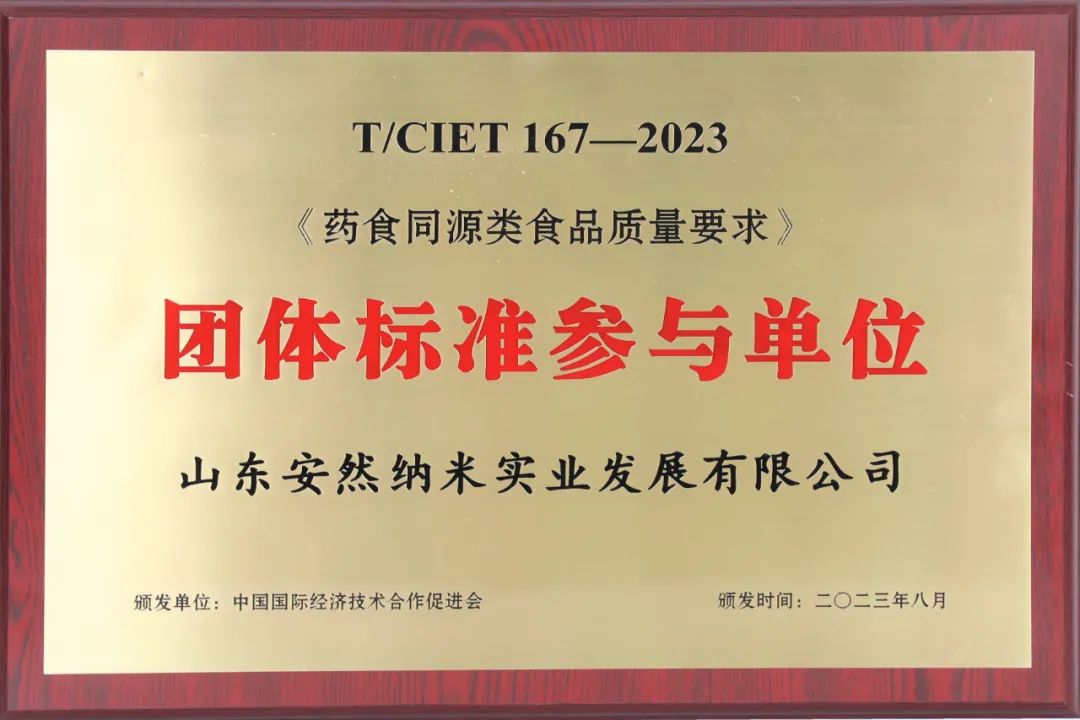 T/CIET 167—2023
《药食同源类食品质量要求》
团体标准参与单位
山东安然纳米实业发展有限公司
颁发单位：中国国际经济技术合作促进会 颁发时间：二〇二三年八月